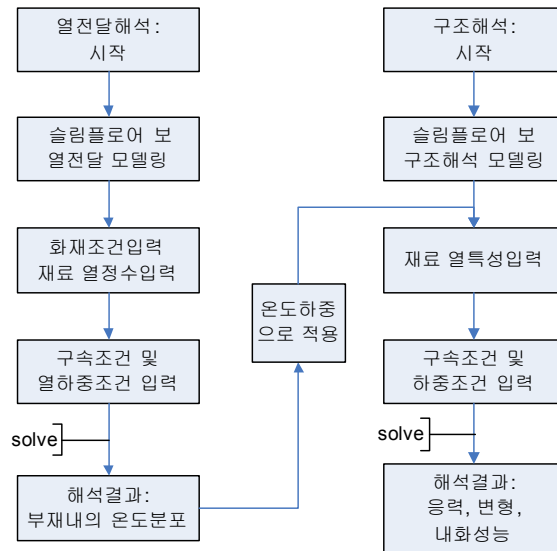 열전달해석:
시작
슬림플로어 보
열전달 모델링
화재조건입력
재료 열정수입력
구속조건 및
열하중조건 입력
solve
해석결과:
부재내의 온도분포
온도하중
으로 적용
구조해석:
시작
슬림플로어 보
구조해석 모델링
재료 열특성입력
구속조건 및
하중조건 입력
solve
해석결과:
응력, 변형,
내화성능